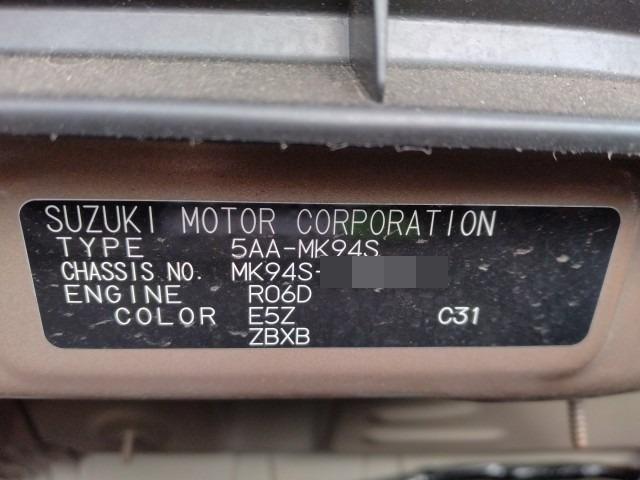 SUZUKI MOTOR CORPORATION
TYPE 5AA-MK94S
CHASSIS NO. MK94S-
ENGINE R06D
COLOR E5Z C31
ZBXB